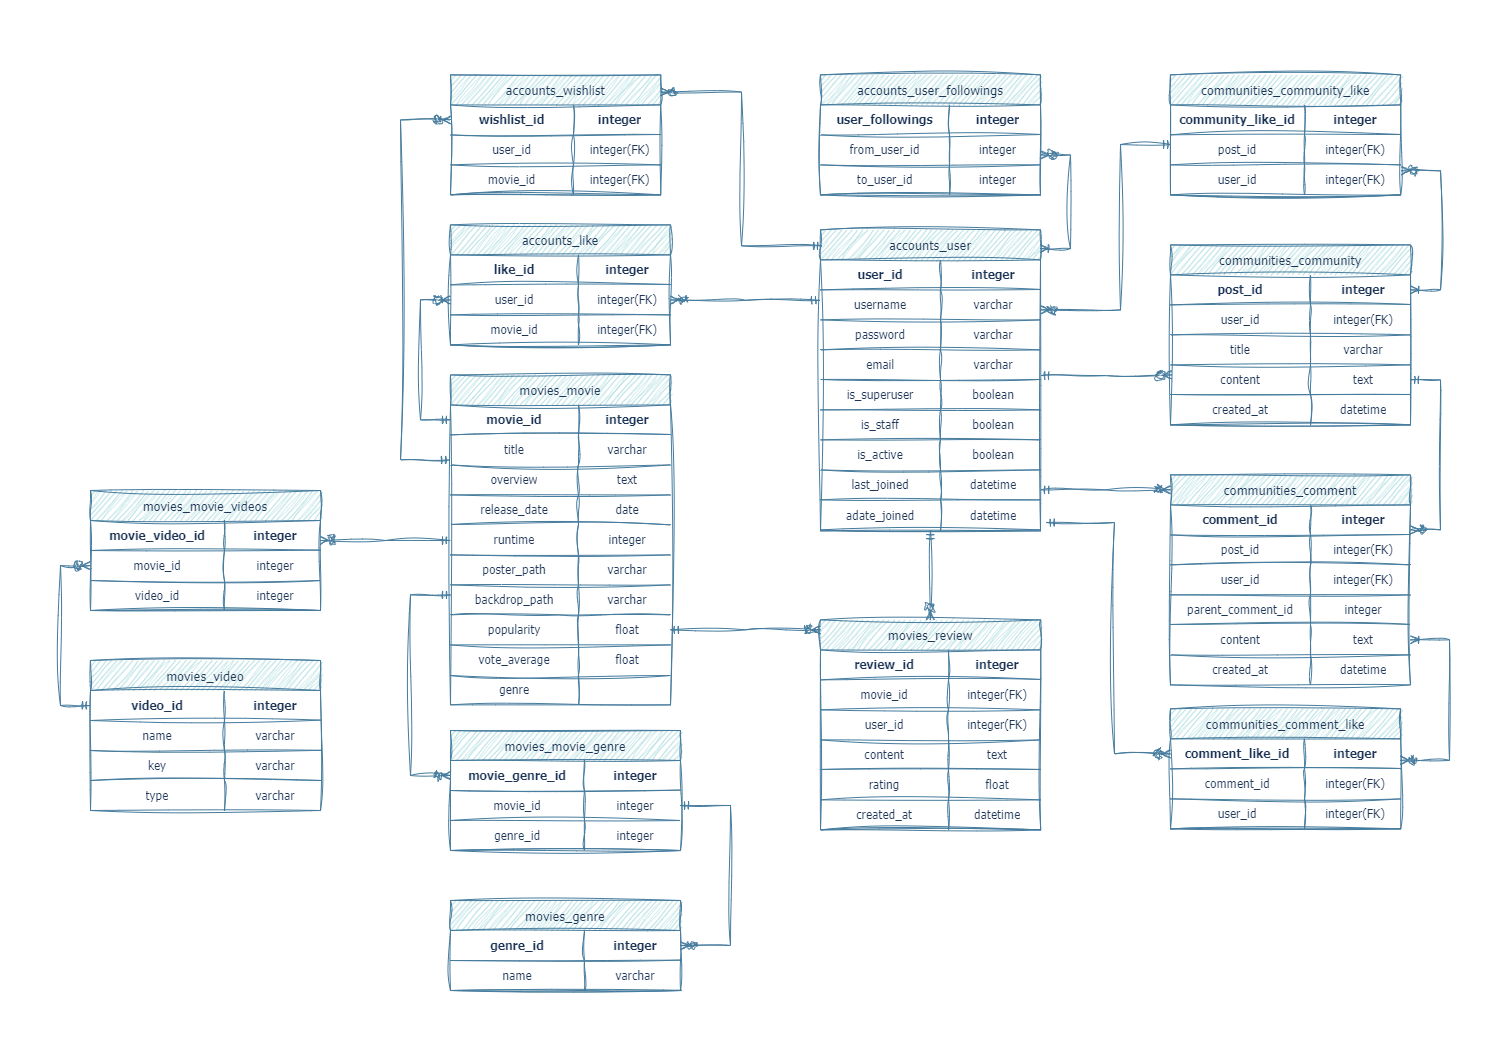 accounts_wishlist
wishlist_id integer
user_id integer(FK)
movie_id integer(FK)
accounts_user_followings
user_followings integer
from_user_id integer
to_user_id integer
communities_community_like
community_like_id integer
post_id integer(FK)
user_id integer(FK)
accounts_like
like_id integer
user_id integer(FK)
movie_id integer(FK)
accounts_user
user_id integer
username varchar
password varchar
email varchar
is_superuser boolean
is_staff boolean
is_active boolean
last_joined datetime
adate_joined datetime
communities_community
post_id integer
user_id integer(FK)
title varchar
content text
created_at datetime
movies_movie
movie_id integer
title varchar
overview text
release_date date
runtime integer
poster_path varchar
backdrop_path varchar
popularity float
vote_average float
genre
communities_comment
comment_id integer
post_id integer(FK)
user_id integer(FK)
parent_comment_id integer
content text
created_at datetime
movies_movie_videos
movie_video_id integer
movie_id integer
video_id integer
movies_review
review_id integer
movie_id integer(FK)
user_id integer(FK)
content text
rating float
created_at datetime
movies_video
video_id integer
name varchar
key varchar
type varchar
communities_comment_like
comment_like_id integer
comment_id integer(FK)
user_id integer(FK)
movies_movie_genre
movie_genre_id integer
movie_id integer
genre_id integer
movies_genre
genre_id integer
name varchar